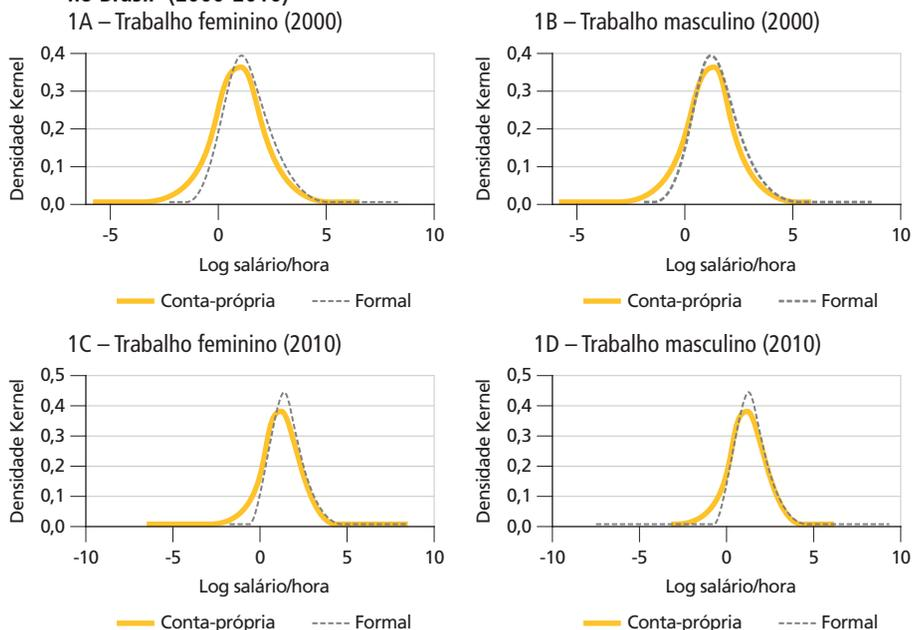 1A – Trabalho feminino (2000)
Densidade Kernel
0,4
0,3
0,2
0,1
0,0
-5 0 5 10
Log salário/hora
Conta-própria Formal
1B – Trabalho masculino (2000)
Densidade Kernel
0,4
0,3
0,2
0,1
0,0
-5 0 5 10
Log salário/hora
Conta-própria Formal
1C – Trabalho feminino (2010)
Densidade Kernel
0,5
0,4
0,3
0,2
0,1
0,0
-10 -5 0 5 10
Log salário/hora
Conta-própria Formal
1D – Trabalho masculino (2010)
Densidade Kernel
0,5
0,4
0,3
0,2
0,1
0,0
-10 -5 0 5 10
Log salário/hora
Conta-própria Formal